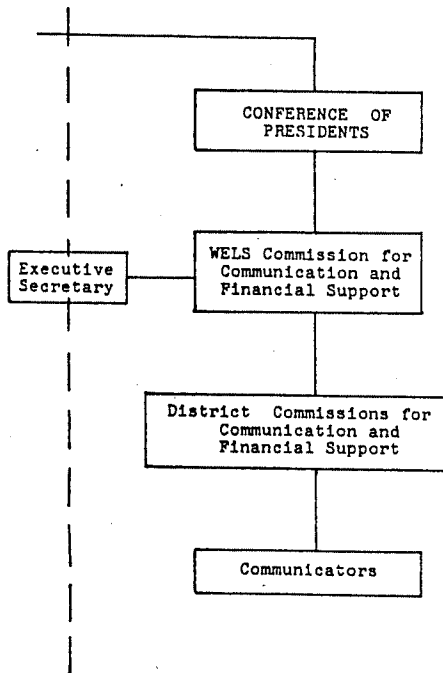 CONFERENCE OF
PRESIDENTS
Executive
Secretary
WELS Commission for
Communication and
Financial Support
District Commissions for
Communication and
Financial Support
Communicators